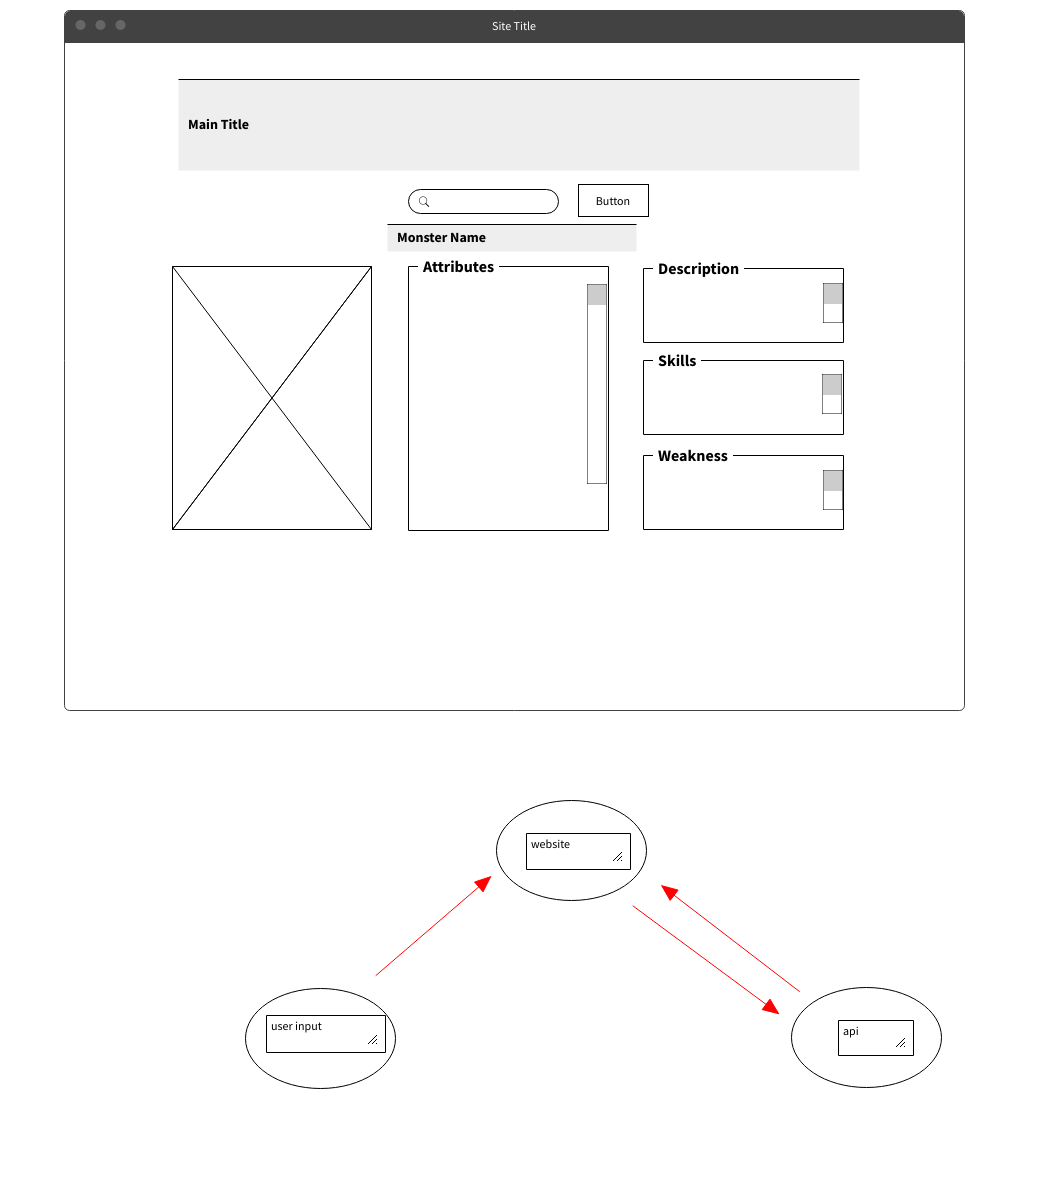 Site Title
Main Title
Button
Monster Name
Attributes
Description
Skills
Weakness
website
user input
api